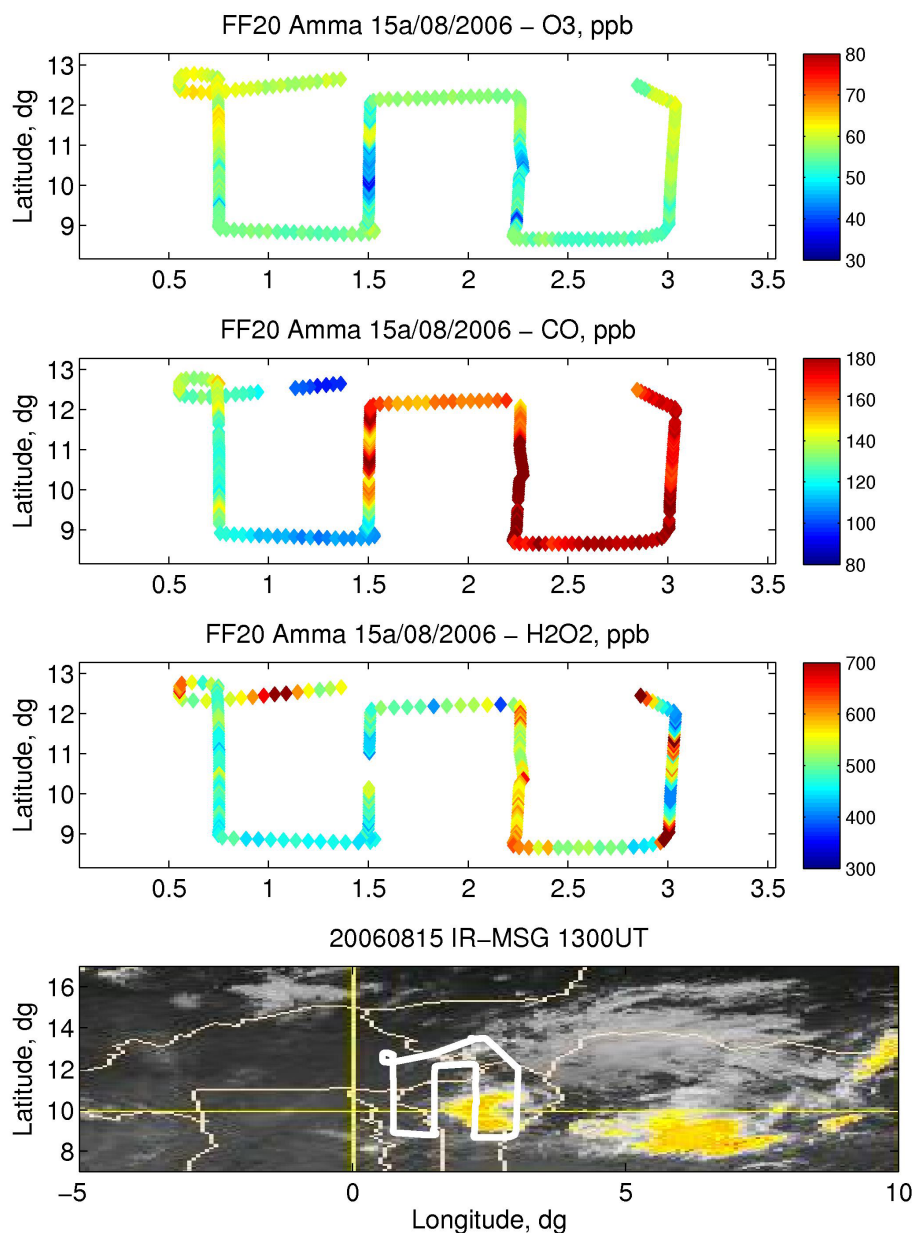 FF20 Amma 15a/08/2006 − O3, ppb
13
12
11
10
9
Latitude, dg
0.5 1 1.5 2 2.5 3 3.5
80
70
60
50
40
30
FF20 Amma 15a/08/2006 − CO, ppb
13
12
11
10
9
Latitude, dg
0.5 1 1.5 2 2.5 3 3.5
180
160
140
120
100
80
FF20 Amma 15a/08/2006 − H2O2, ppb
13
12
11
10
9
Latitude, dg
0.5 1 1.5 2 2.5 3 3.5
700
600
500
400
300
20060815 IR−MSG 1300UT
16
14
12
10
8
Latitude, dg
−5 0 5 10
Longitude, dg